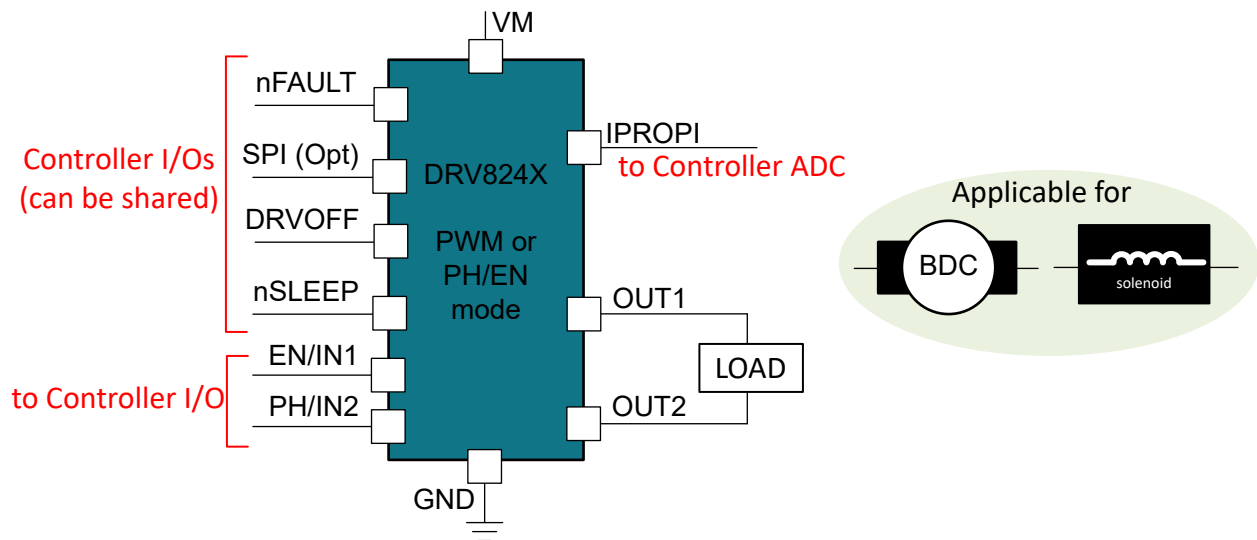 VM
nFAULT
SPI (Opt)
DRVOFF
nSLEEP
Controller I/Os
(can be shared)
EN/IN1
PH/IN2
to Controller I/O
DRV824X
PWM or
PH/EN
mode
IPROPI
to Controller ADC
OUT1
LOAD
OUT2
GND
Applicable for
BDC
solenoid